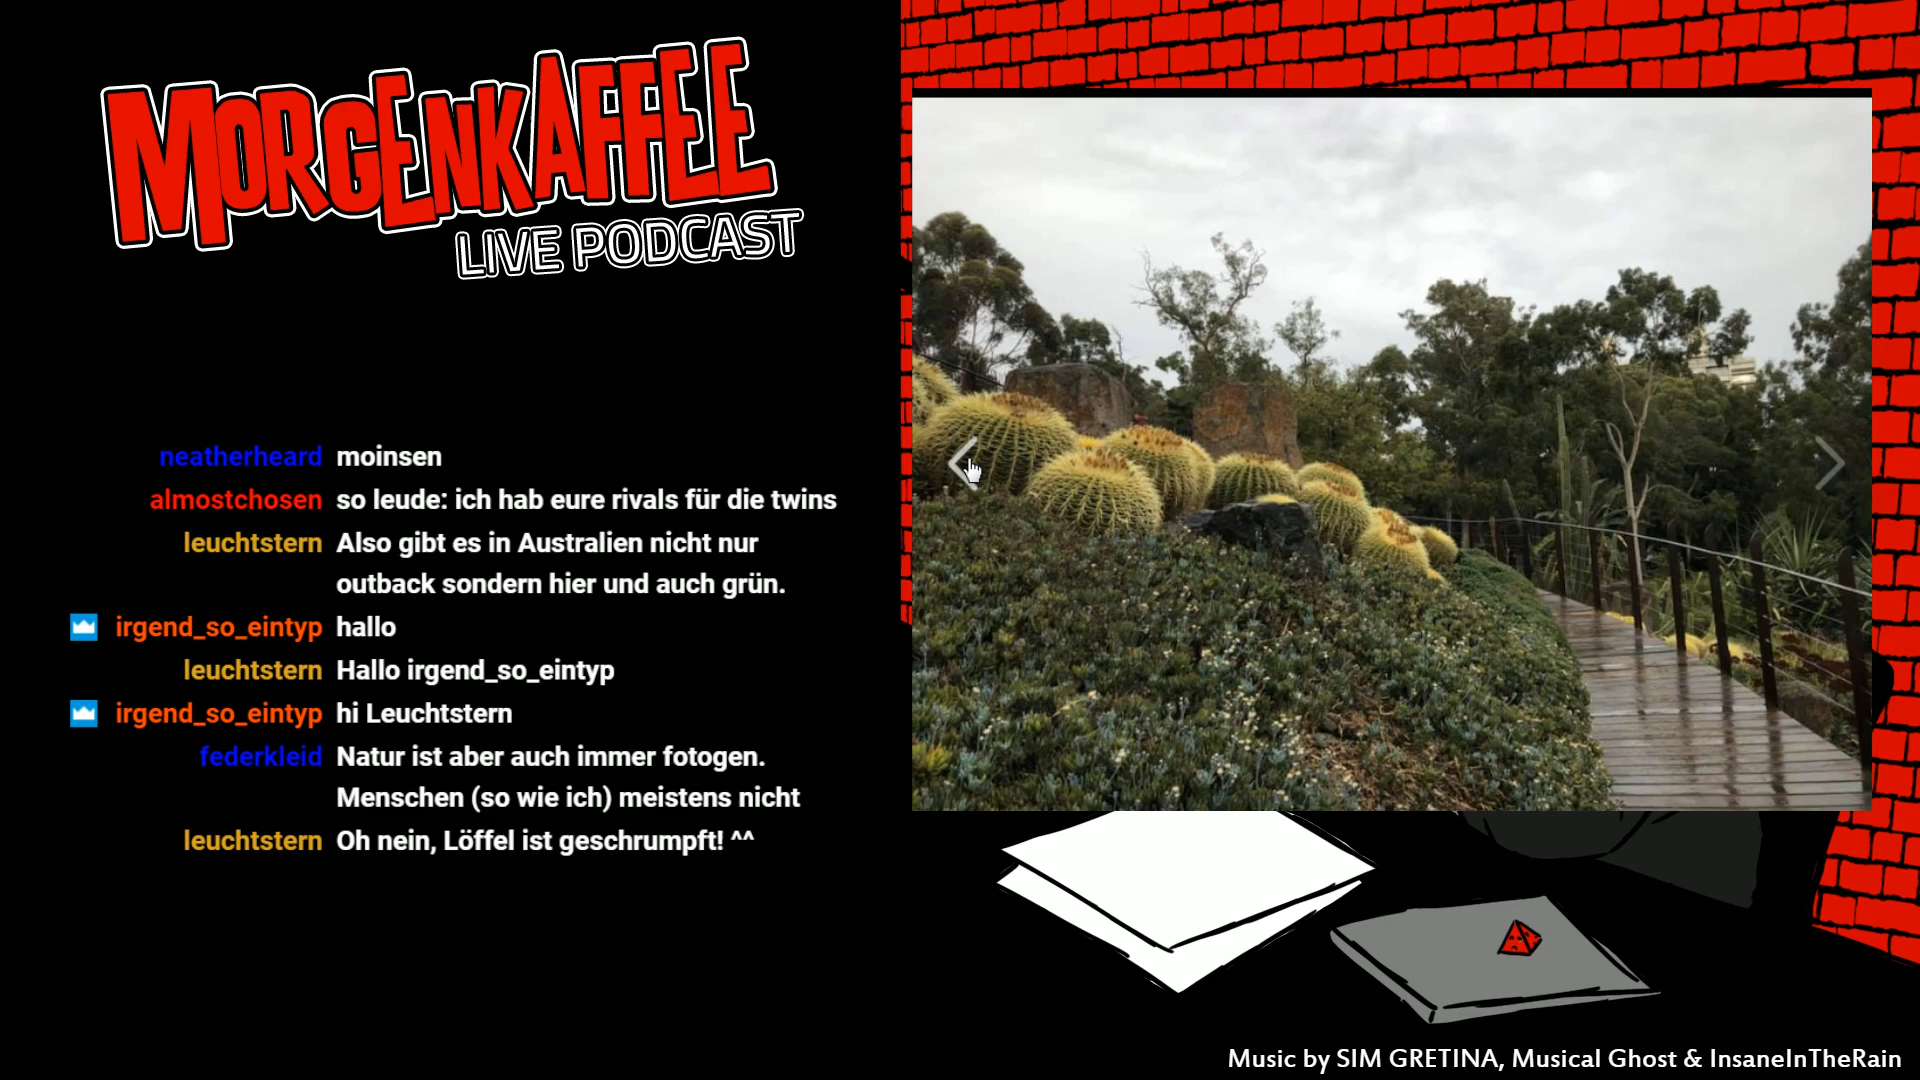 MORGENKAFFEE
LIVE PODCAST
neatherheard moinsen
almostchosen so leude: ich hab eure rivals für die twins
leuchtstern Also gibt es in Australien nicht nur
outback sondern hier und auch grün.
irgend_so_eintyp hallo
leuchtstern Hallo irgend_so_eintyp
irgend_so_eintyp hi Leuchtstern
federkleid Natur ist aber auch immer fotogen.
Menschen (so wie ich) meistens nicht
leuchtstern Oh nein, Löffel ist geschrumpft! ^^
Music by SIM GRETINA, Musical Ghost & InsaneInTheRain